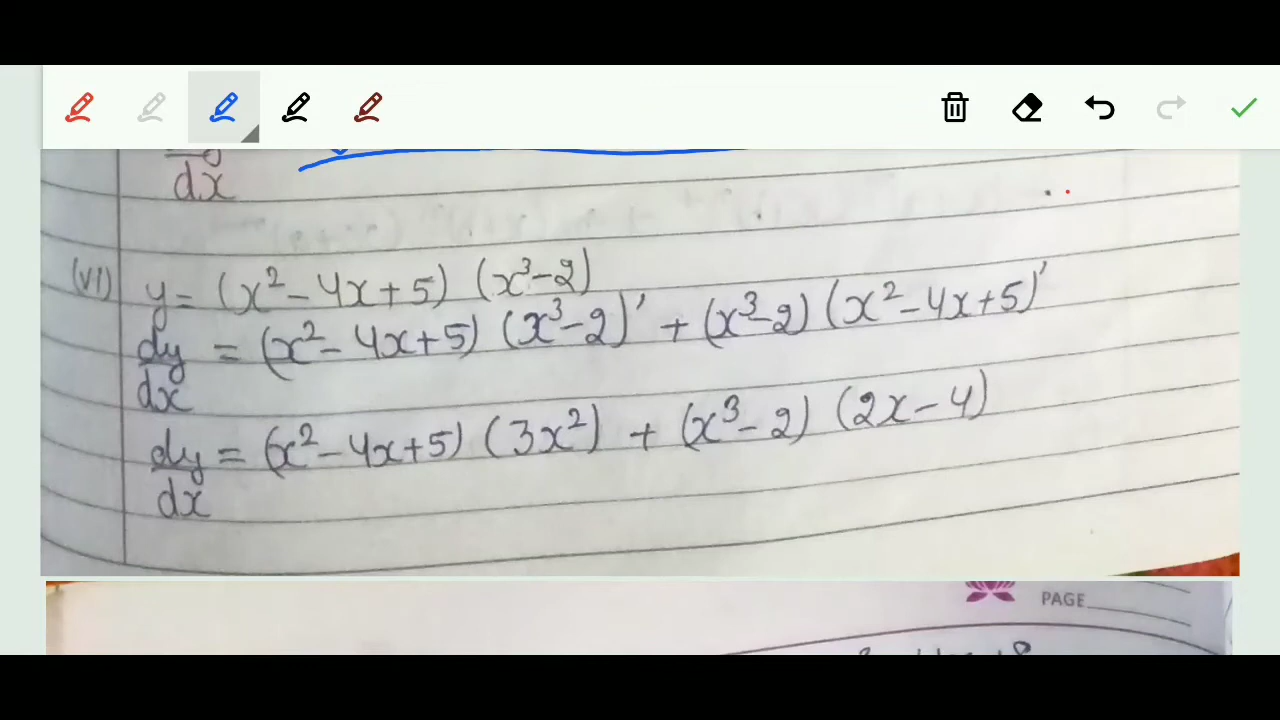 dx
(vi) y = (x² - 4x + 5) (x³ - 2)
dy/dx = (x² - 4x + 5) (x³ - 2)' + (x³ - 2) (x² - 4x + 5)'
dy/dx = (x² - 4x + 5) (3x²) + (x³ - 2) (2x - 4)
PAGE